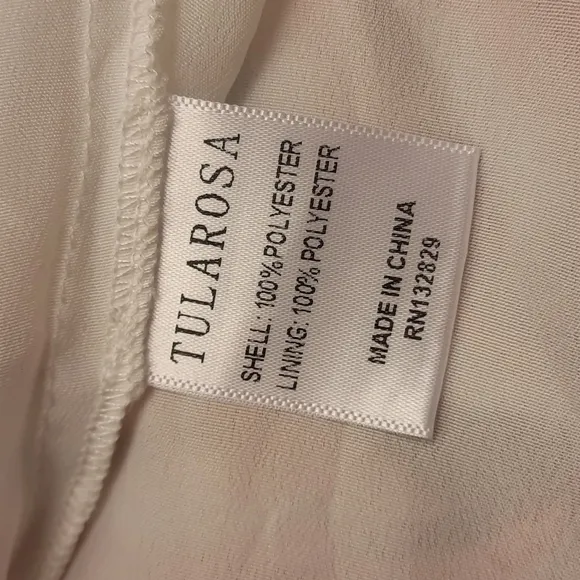 TULAROSA
SHELL: 100% POLYESTER
LINING: 100% POLYESTER
MADE IN CHINA
RN132829